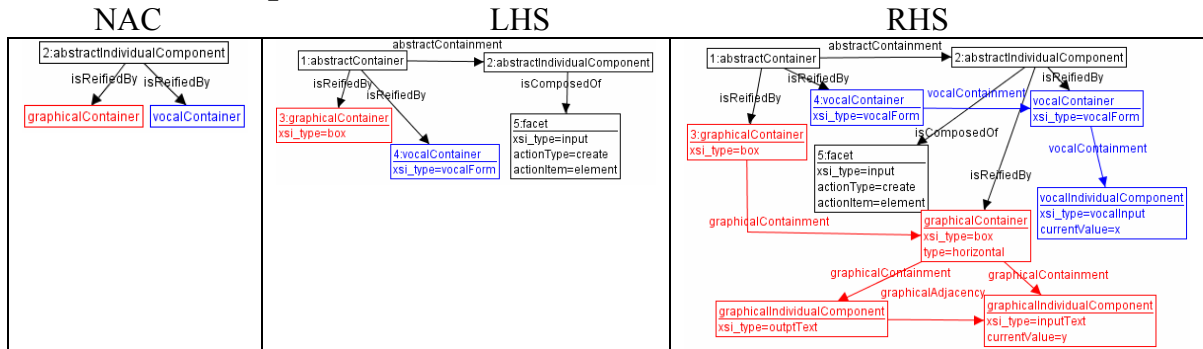 NAC
LHS
RHS
2:abstractIndividualComponent
isReifiedBy
isReifiedBy
graphicalContainer
vocalContainer
abstractContainment
1:abstractContainer
2:abstractIndividualComponent
isReifiedBy
isReifiedBy
isComposedOf
3:graphicalContainer
xsi_type=box
4:vocalContainer
xsi_type=vocalForm
5:facet
xsi_type=input
actionType=create
actionItem=element
abstractContainment
1:abstractContainer
2:abstractIndividualComponent
isReifiedBy
isReifiedBy
isReifiedBy
vocalContainment
4:vocalContainer
xsi_type=vocalForm
vocalContainer
xsi_type=vocalForm
3:graphicalContainer
xsi_type=box
isComposedOf
vocalContainment
5:facet
xsi_type=input
actionType=create
actionItem=element
isReifiedBy
vocalIndividualComponent
xsi_type=vocalInput
currentValue=x
graphicalContainment
graphicalContainer
xsi_type=box
type=horizontal
graphicalContainment
graphicalContainment
graphicalAdjacency
graphicalIndividualComponent
xsi_type=outptText
graphicalIndividualComponent
xsi_type=inputText
currentValue=y